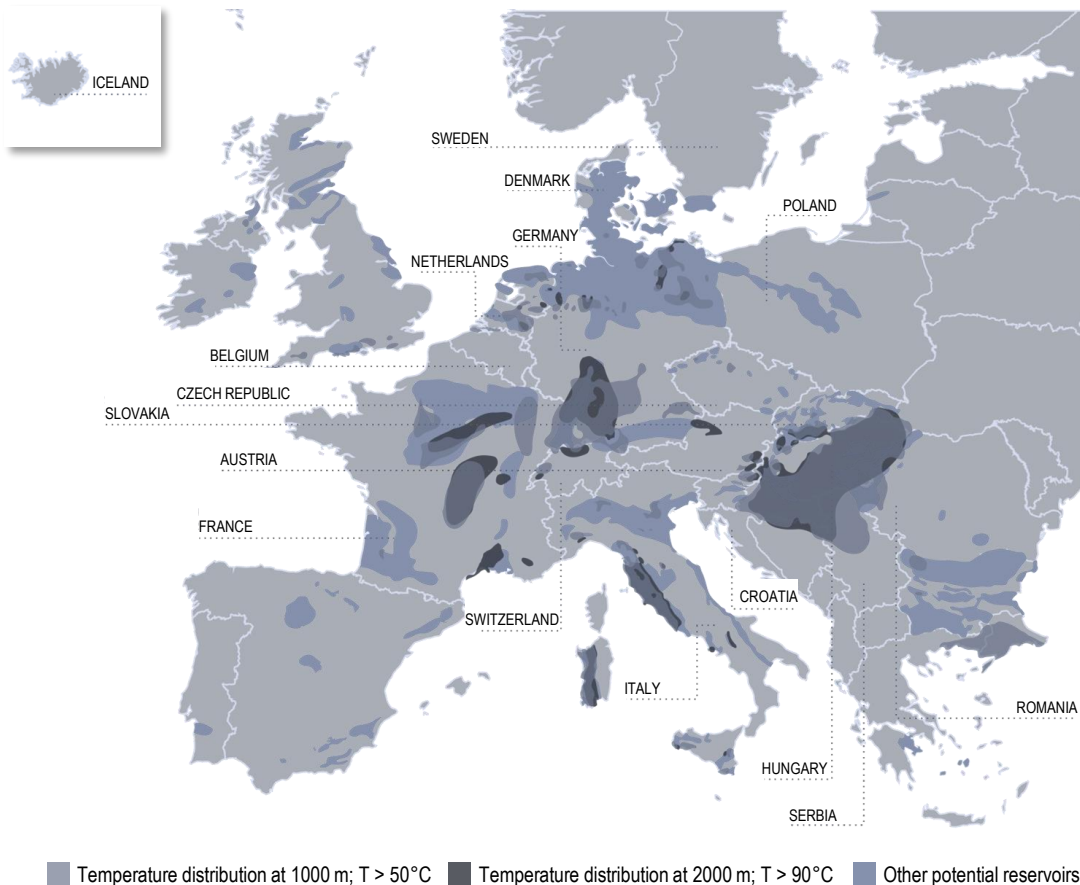 ICELAND
SWEDEN
DENMARK
POLAND
GERMANY
NETHERLANDS
BELGIUM
CZECH REPUBLIC
SLOVAKIA
AUSTRIA
FRANCE
CROATIA
SWITZERLAND
ITALY
ROMANIA
HUNGARY
SERBIA
Temperature distribution at 1000 m; T > 50°C
Temperature distribution at 2000 m; T > 90°C
Other potential reservoirs